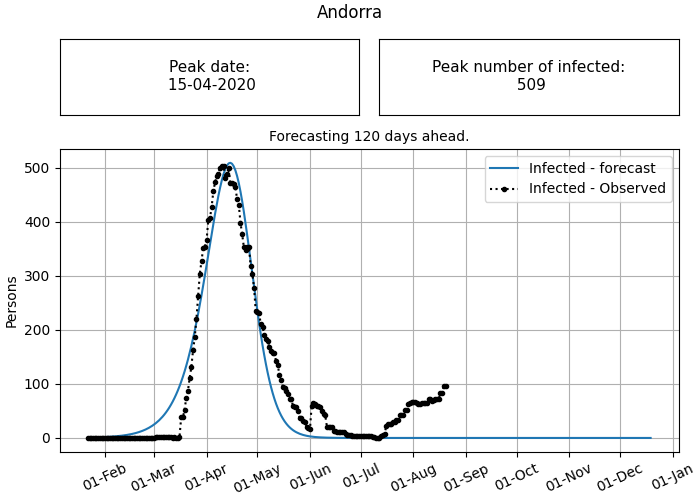 Andorra
Peak date:
15-04-2020
Peak number of infected:
509
Forecasting 120 days ahead.
Infected - forecast
Infected - Observed
Persons
500
400
300
200
100
0
01-Feb
01-Mar
01-Apr
01-May
01-Jun
01-Jul
01-Aug
01-Sep
01-Oct
01-Nov
01-Dec
01-Jan